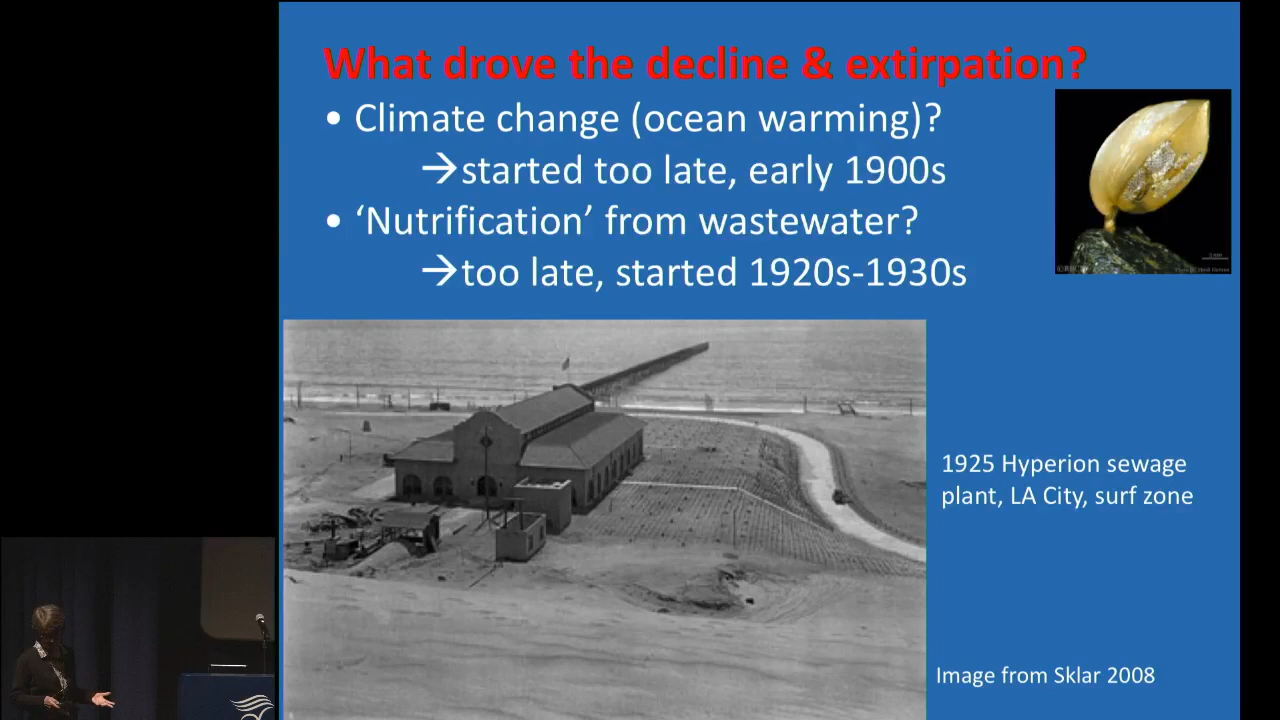 What drove the decline & extirpation?
• Climate change (ocean warming)?
→started too late, early 1900s
• ‘Nutrification’ from wastewater?
→too late, started 1920s-1930s
1925 Hyperion sewage
plant, LA City, surf zone
Image from Sklar 2008